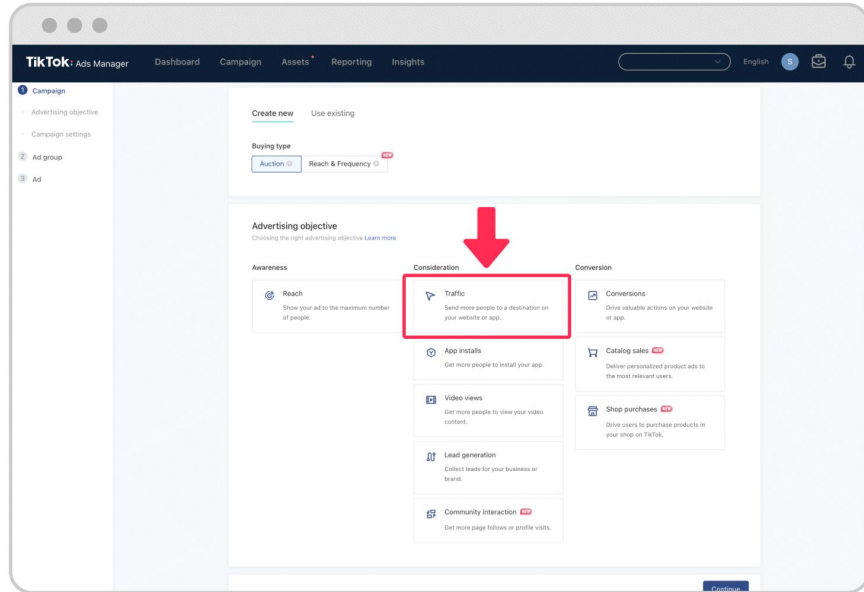 TikTok: Ads Manager Dashboard Campaign Assets Reporting Insights English S
1 Campaign
Advertising objective
Campaign settings
2 Ad group
3 Ad
Create new Use existing
Buying type
Auction Reach & Frequency NEW
Advertising objective
Choosing the right advertising objective Learn more
Awareness
Reach
Show your ad to the maximum number
of people.
Consideration
Traffic
Send more people to a destination on
your website or app.
App installs
Get more people to install your app.
Video views
Get more people to view your video
content.
Lead generation
Collect leads for your business or
brand.
Community interaction NEW
Get more page follows or profile visits.
Conversion
Conversions
Drive valuable actions on your website
or app.
Catalog sales NEW
Deliver personalized product ads to
the most relevant users.
Shop purchases NEW
Drive users to purchase products in
your shop on TikTok.
Continue